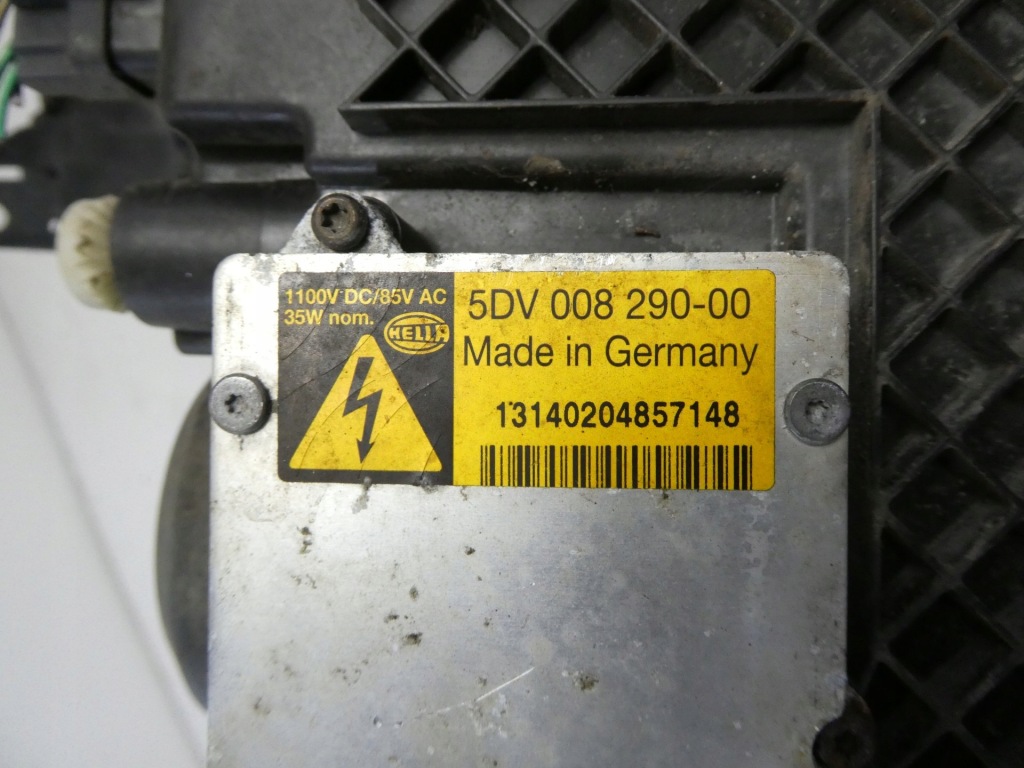 1100V DC/85V AC
35W nom.
HELLA
5DV 008 290-00
Made in Germany
13140204857148